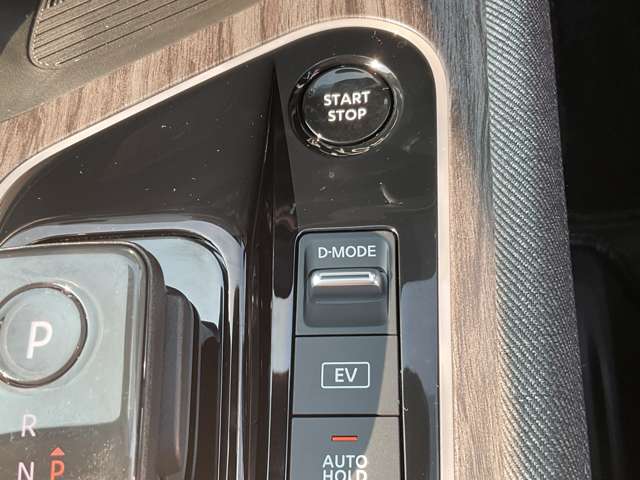 START
STOP
D-MODE
EV
AUTO
HOLD
P
R
N P